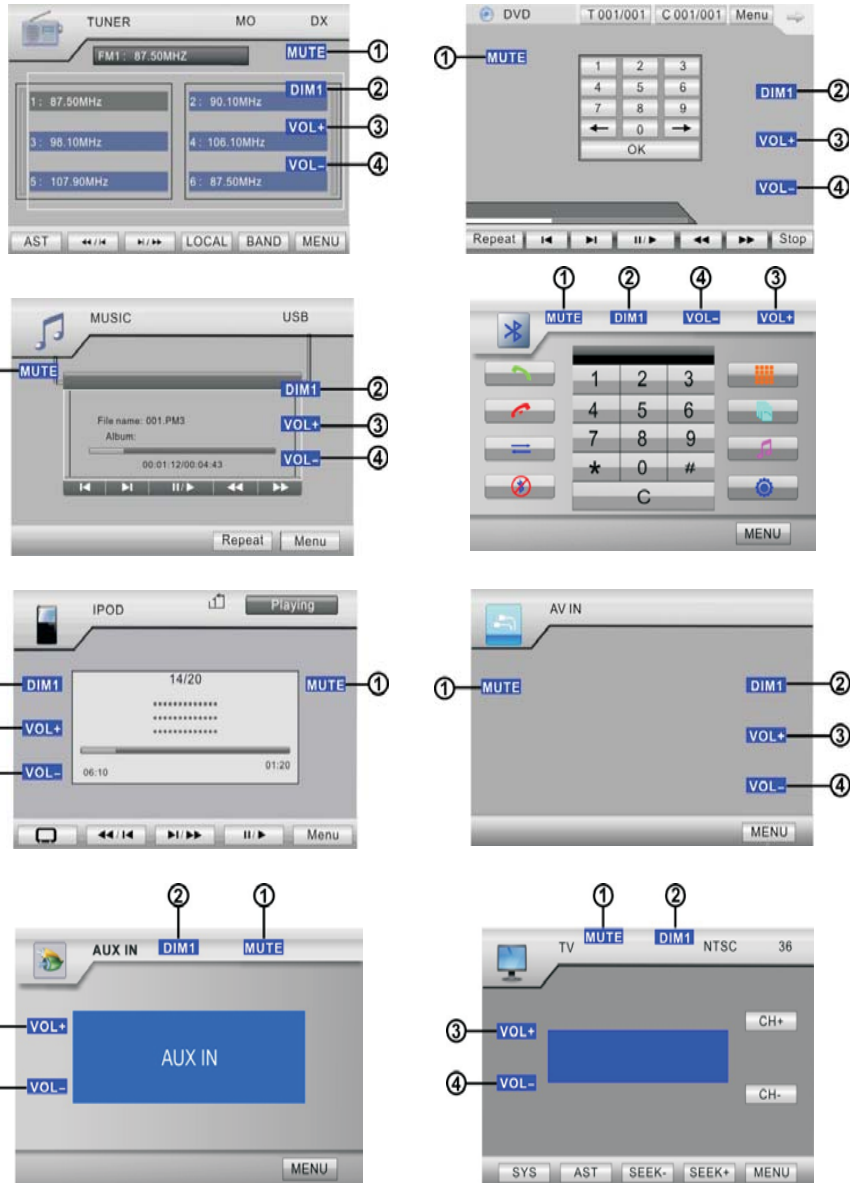 TUNER MO DX
FM1: 87.50MHZ MUTE ①
DIM1 ②
1: 87.50MHz 2: 90.10MHz
VOL+ ③
3: 98.10MHz 4: 106.10MHz
VOL- ④
5: 107.90MHz 6: 87.50MHz
AST LOCAL BAND MENU
DVD T 001/001 C 001/001 Menu
① MUTE
1 2 3
4 5 6
DIM1 ②
7 8 9
0
VOL+ ③
OK
VOL- ④
Repeat Stop
MUSIC USB
MUTE
DIM1 ②
File name: 001.PM3
VOL+ ③
Album:
VOL- ④
00:01:12/00:04:43
Repeat Menu
① ② ④ ③
MUTE DIM1 VOL- VOL+
1 2 3
4 5 6
7 8 9
* 0 #
C
MENU
IPOD 1 Playing
14/20
DIM1 MUTE ①
*************
VOL+ *************
*************
VOL-
06:10 01:20
Menu
AV IN
① MUTE DIM1 ②
VOL+ ③
VOL- ④
MENU
② ①
AUX IN DIM1 MUTE
VOL+
AUX IN
VOL-
MENU
① ②
TV MUTE DIM1 NTSC 36
③ VOL+ CH+
④ VOL- CH-
SYS AST SEEK- SEEK+ MENU